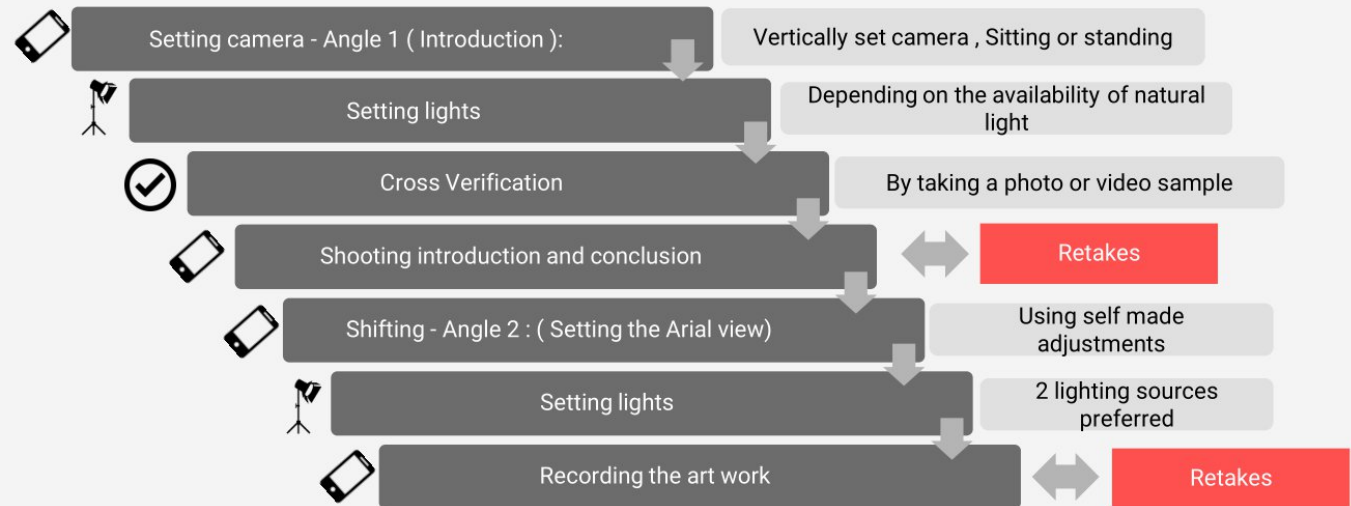 Setting camera - Angle 1 ( Introduction ):
Vertically set camera , Sitting or standing
Setting lights
Depending on the availability of natural
light
Cross Verification
By taking a photo or video sample
Shooting introduction and conclusion
Retakes
Shifting - Angle 2 : ( Setting the Arial view)
Using self made
adjustments
Setting lights
2 lighting sources
preferred
Recording the art work
Retakes